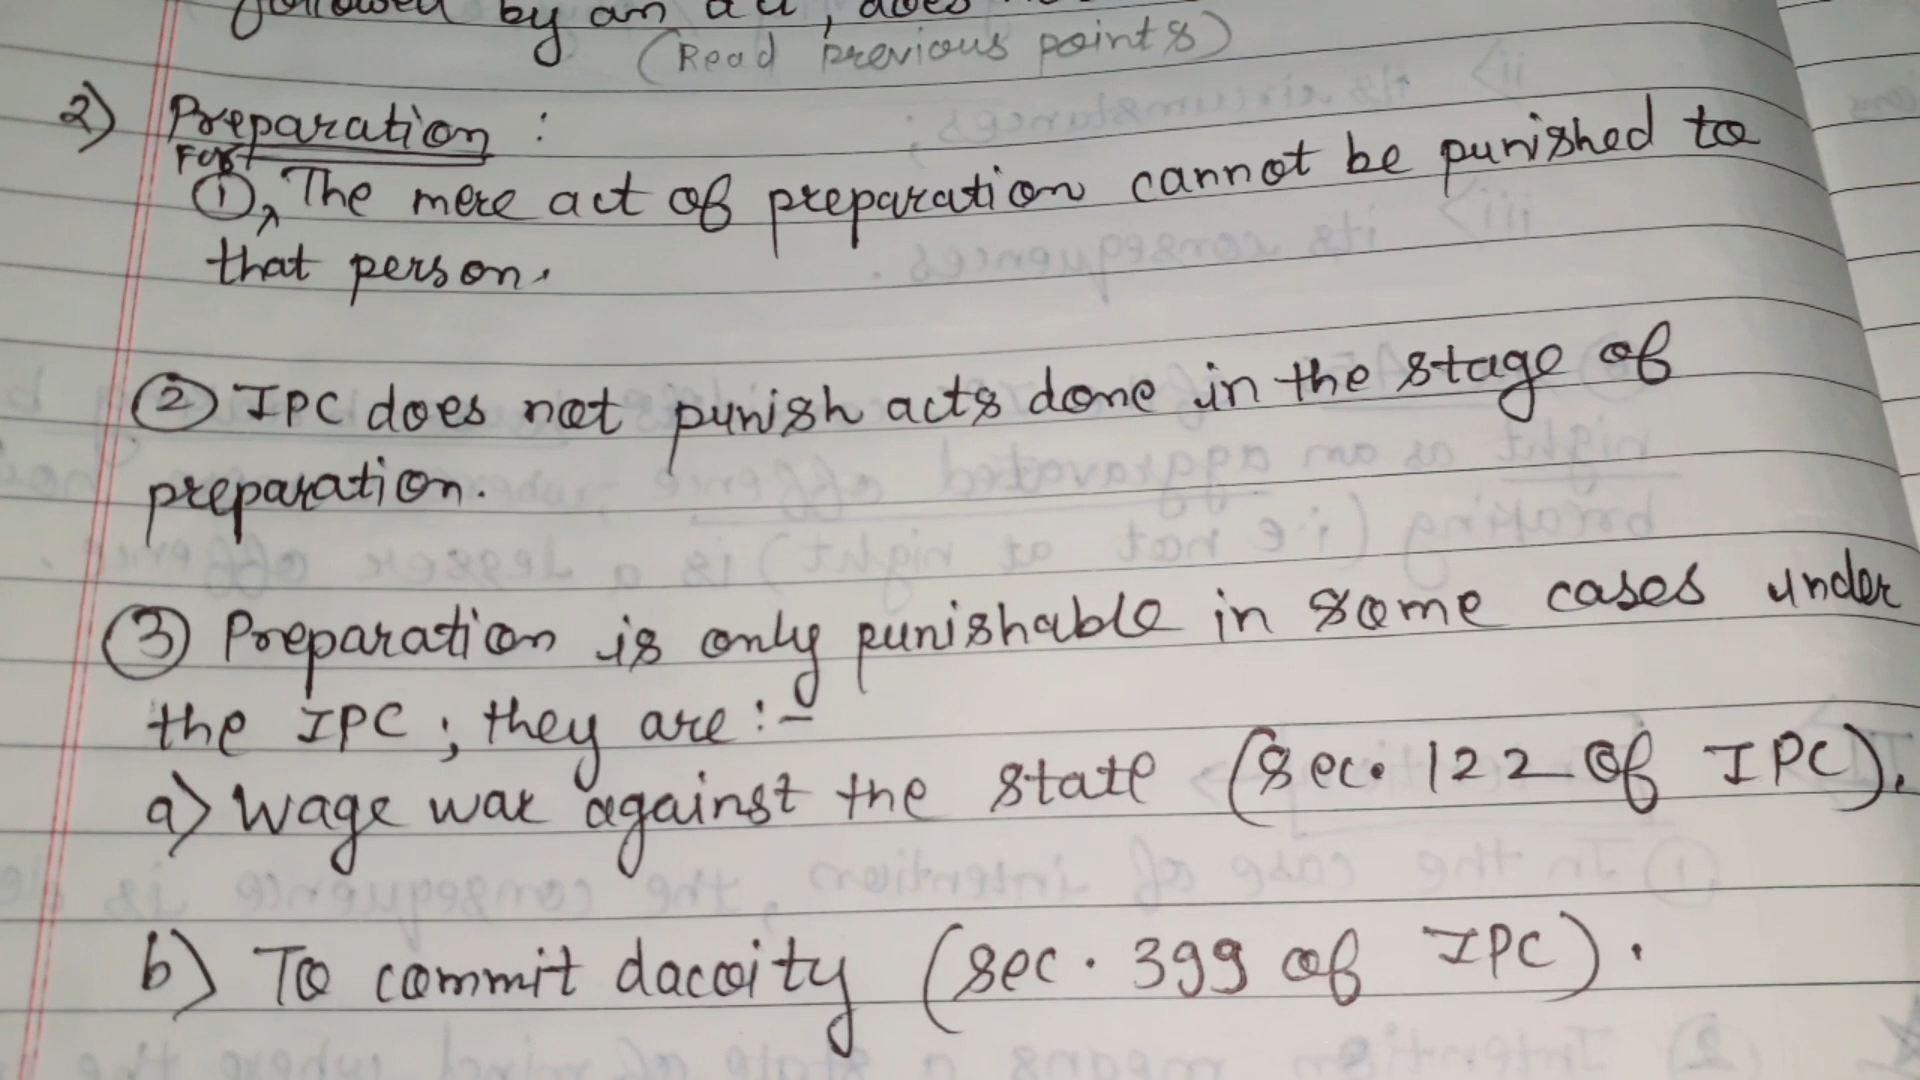 by an
(Read previous points)
2) Preparation :
① For The mere act of preparation cannot be punished to
that person.
② IPC does not punish acts done in the stage of
preparation.
③ Preparation is only punishable in some cases under
the IPC ; they are :-
a) Wage war against the state (sec. 122 of IPC).
b) To commit dacoity (sec. 399 of IPC).